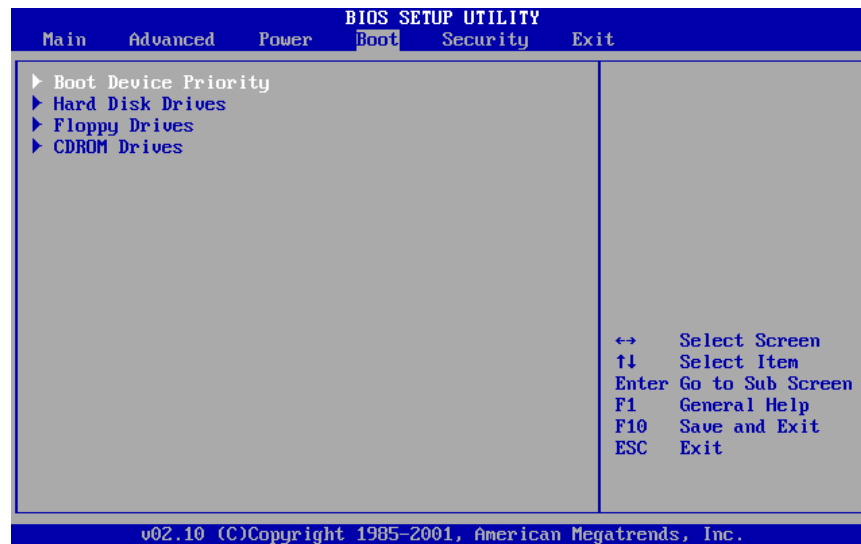 BIOS SETUP UTILITY
Main Advanced Power Boot Security Exit
Boot Device Priority
Hard Disk Drives
Floppy Drives
CDROM Drives
↔ Select Screen
↑↓ Select Item
Enter Go to Sub Screen
F1 General Help
F10 Save and Exit
ESC Exit
v02.10 (C)Copyright 1985-2001, American Megatrends, Inc.